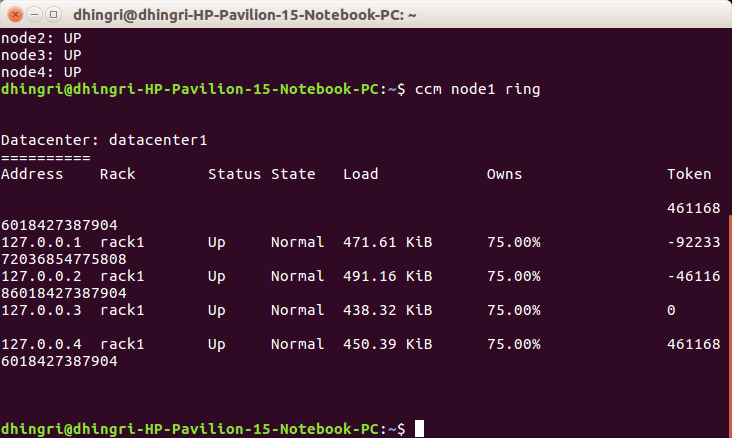 dhingri@dhingri-HP-Pavilion-15-Notebook-PC: ~
node2: UP
node3: UP
node4: UP
dhingri@dhingri-HP-Pavilion-15-Notebook-PC:~$ ccm node1 ring
Datacenter: datacenter1
==========
Address    Rack        Status State   Load            Owns                Token
461168
6018427387904
127.0.0.1  rack1       Up     Normal  471.61 KiB      75.00%              -92233
72036854775808
127.0.0.2  rack1       Up     Normal  491.16 KiB      75.00%              -46116
86018427387904
127.0.0.3  rack1       Up     Normal  438.32 KiB      75.00%              0
127.0.0.4  rack1       Up     Normal  450.39 KiB      75.00%              461168
6018427387904
dhingri@dhingri-HP-Pavilion-15-Notebook-PC:~$